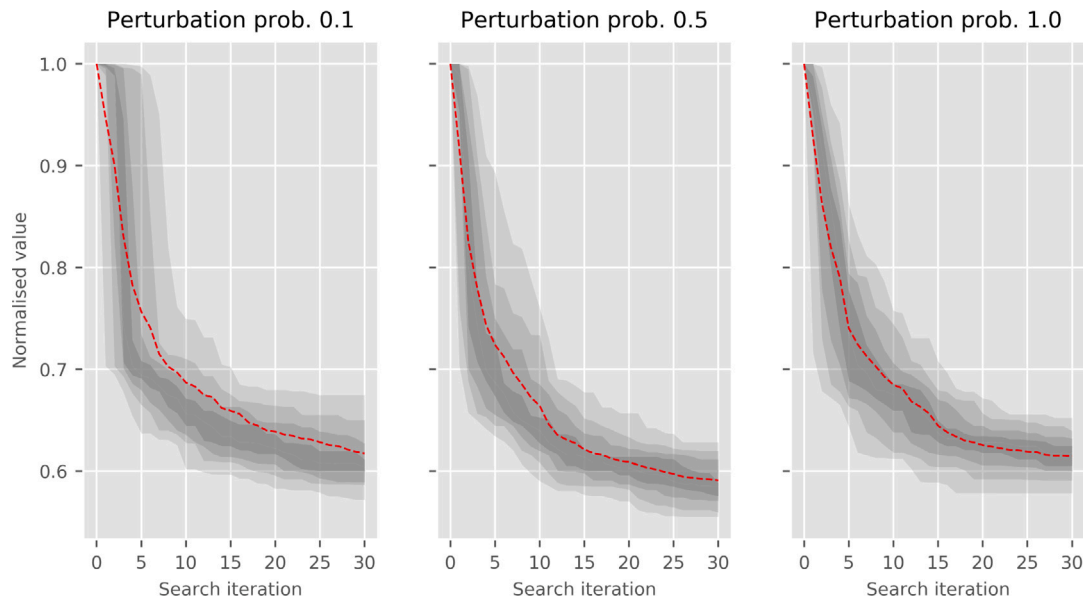 Perturbation prob. 0.1 Perturbation prob. 0.5 Perturbation prob. 1.0
1.0
0.9
0.8
0.7
0.6
Normalised value
0 5 10 15 20 25 30 0 5 10 15 20 25 30 0 5 10 15 20 25 30
Search iteration Search iteration Search iteration